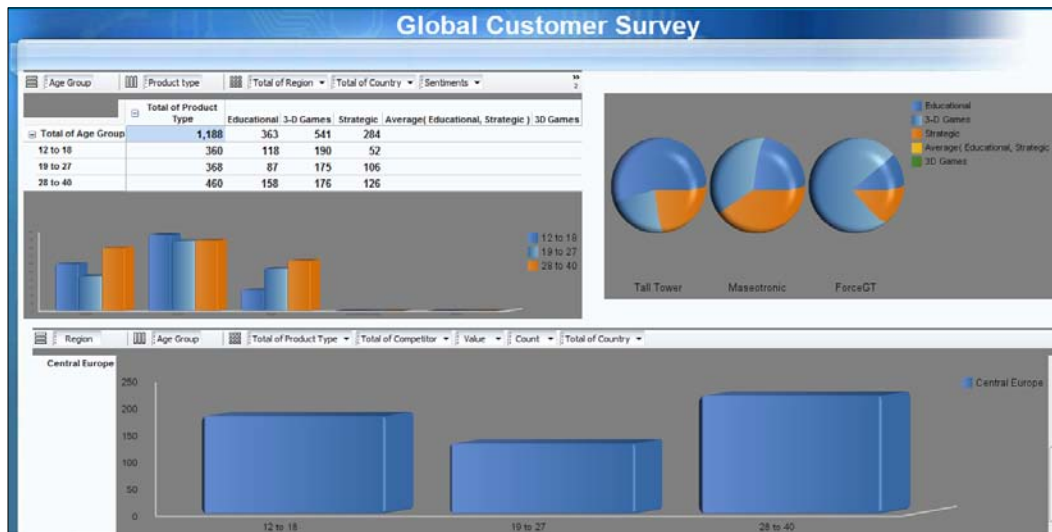 Global Customer Survey
Age Group Product type Total of Region Total of Country Sentiments 2
Total of Product Type Educational 3-D Games Strategic Average( Educational, Strategic ) 3D Games
Total of Age Group 1,188 363 541 284
12 to 18 360 118 190 52
19 to 27 368 87 175 106
28 to 40 460 158 176 126
12 to 18
19 to 27
28 to 40
Educational
3-D Games
Strategic
Average( Educational, Strategic
3D Games
Tall Tower Maseotronic ForceGT
Region Age Group Total of Product Type Total of Competitor Value Count Total of Country
Central Europe
250
200
150
100
50
0
Central Europe
12 to 18 19 to 27 28 to 40